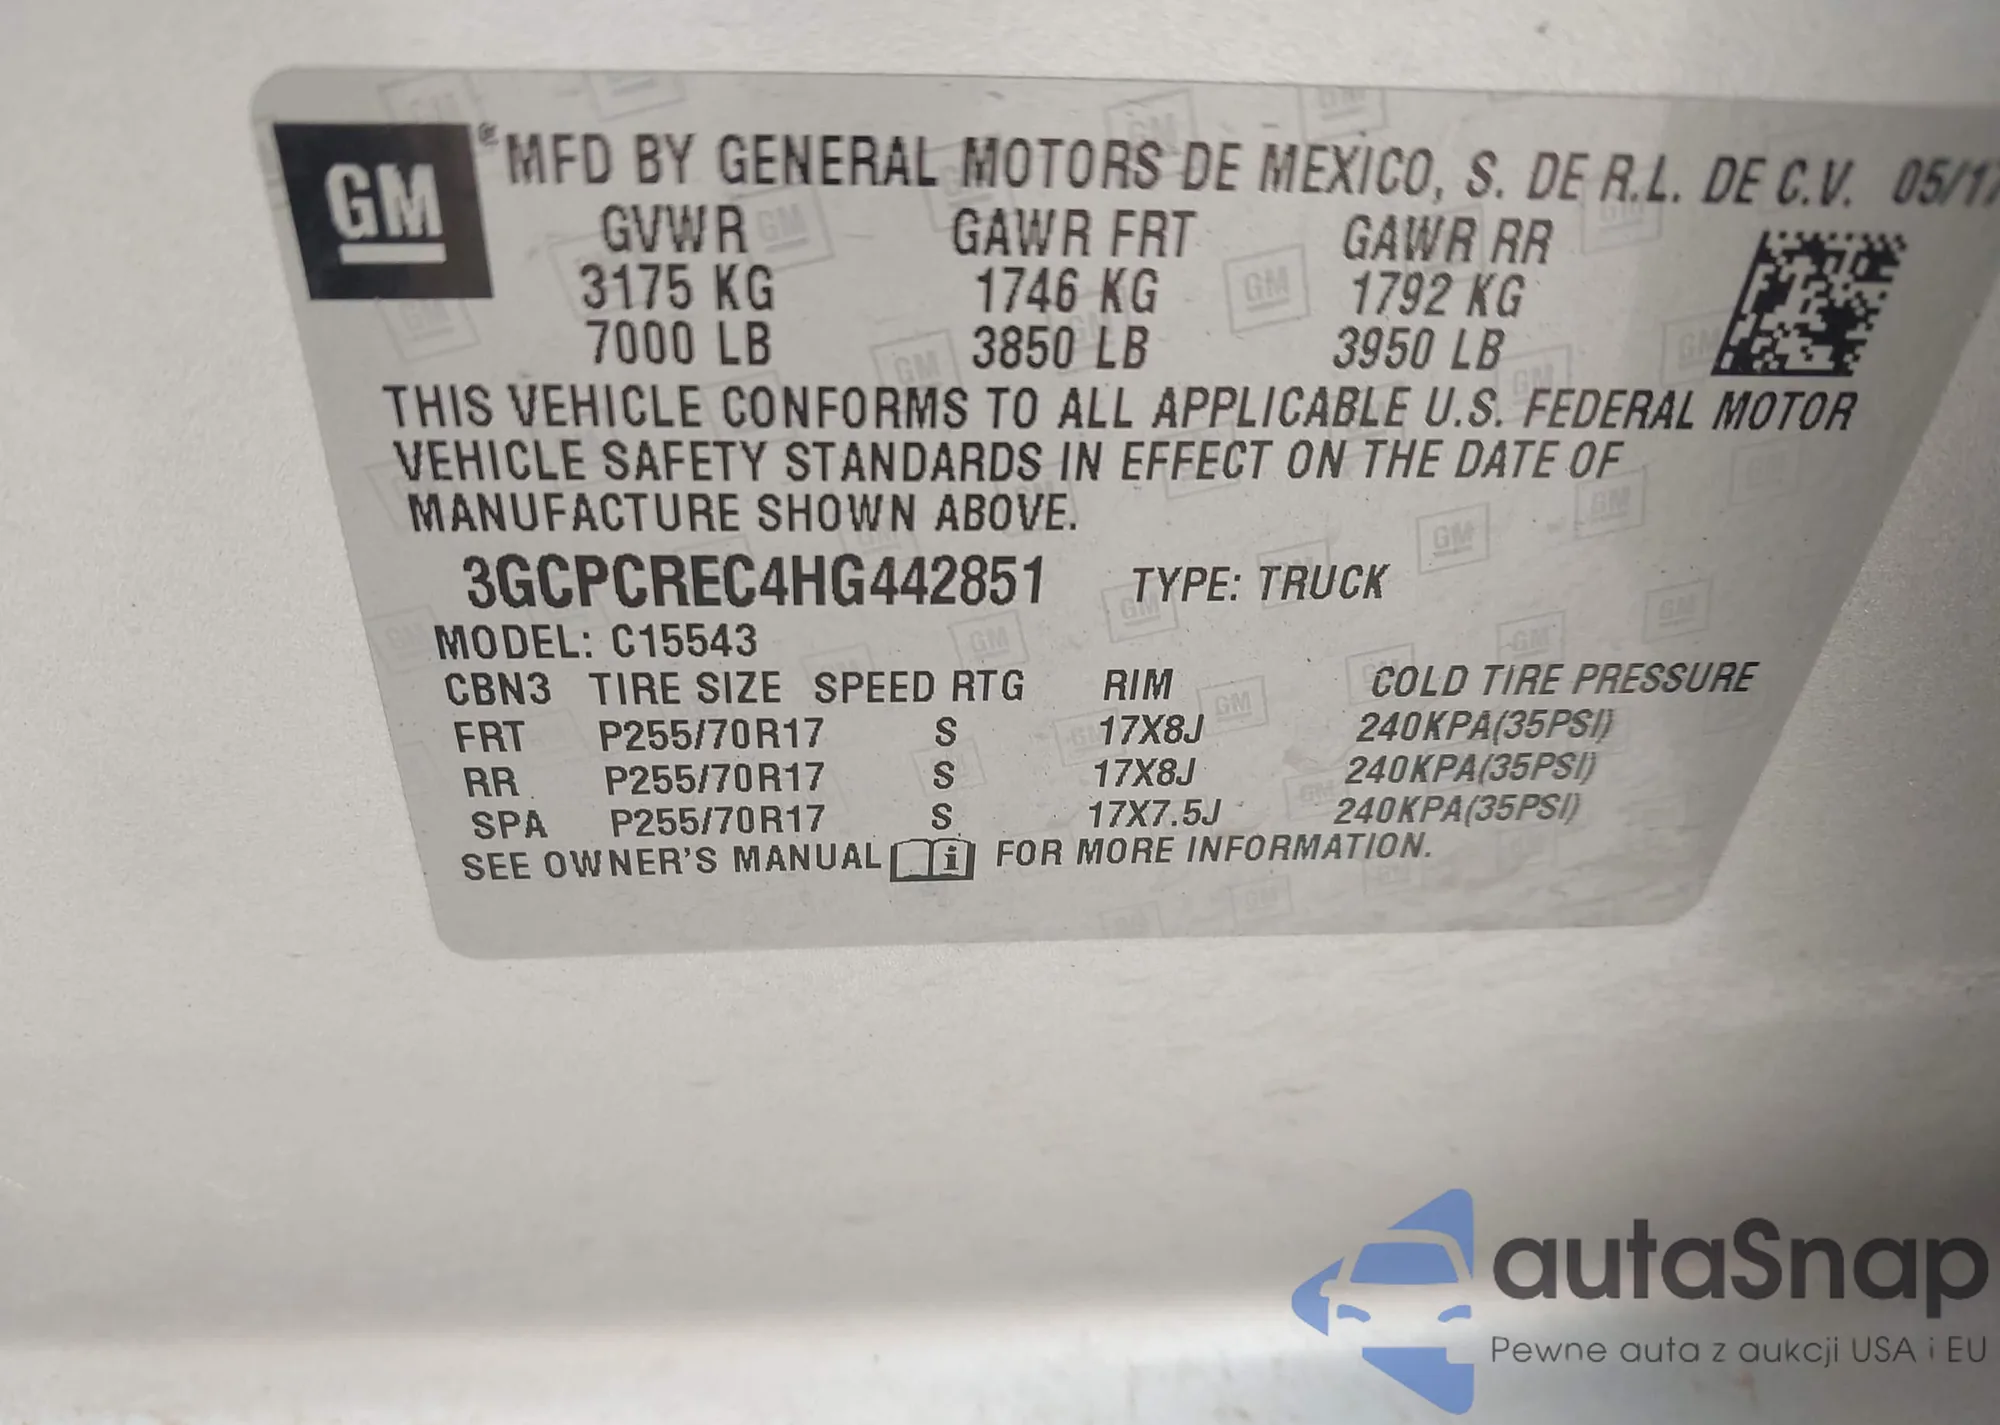 GM
® MFD BY GENERAL MOTORS DE MEXICO, S. DE R.L. DE C.V. 05/17
GVWR GAWR FRT GAWR RR
3175 KG 1746 KG 1792 KG
7000 LB 3850 LB 3950 LB
THIS VEHICLE CONFORMS TO ALL APPLICABLE U.S. FEDERAL MOTOR
VEHICLE SAFETY STANDARDS IN EFFECT ON THE DATE OF
MANUFACTURE SHOWN ABOVE.
3GCPCREC4HG442851 TYPE: TRUCK
MODEL: C15543
CBN3 TIRE SIZE SPEED RTG RIM COLD TIRE PRESSURE
FRT P255/70R17 S 17X8J 240KPA(35PSI)
RR P255/70R17 S 17X8J 240KPA(35PSI)
SPA P255/70R17 S 17X7.5J 240KPA(35PSI)
SEE OWNER'S MANUAL i FOR MORE INFORMATION.
autaSnap
Pewne auta z aukcji USA i EU